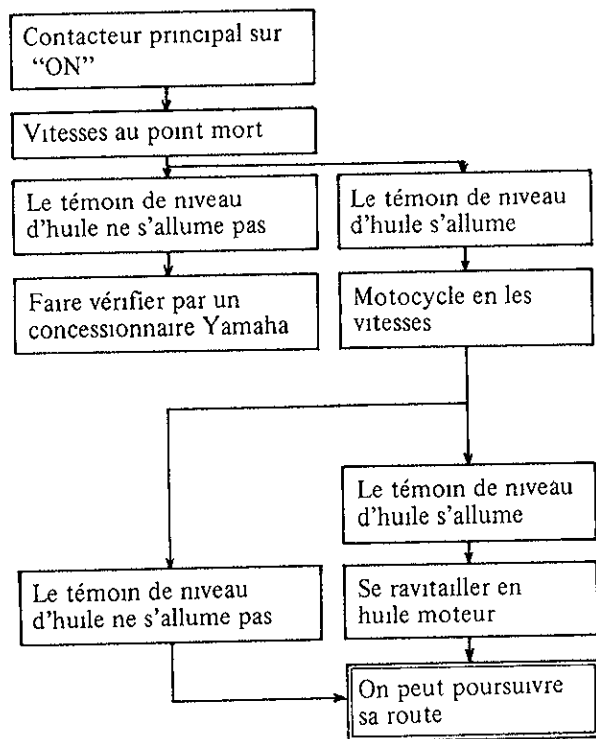 Contacteur principal sur
“ON”
Vitesses au point mort
Le témoin de niveau
d'huile ne s'allume pas
Le témoin de niveau
d'huile s'allume
Faire vérifier par un
concessionnaire Yamaha
Motocycle en les
vitesses
Le témoin de niveau
d'huile s'allume
Le témoin de niveau
d'huile ne s'allume pas
Se ravitailler en
huile moteur
On peut poursuivre
sa route